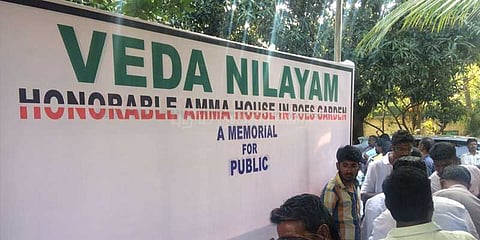 VEDA NILAYAM
HONORABLE AMMA HOUSE IN POES GARDEN
A MEMORIAL
FOR
PUBLIC